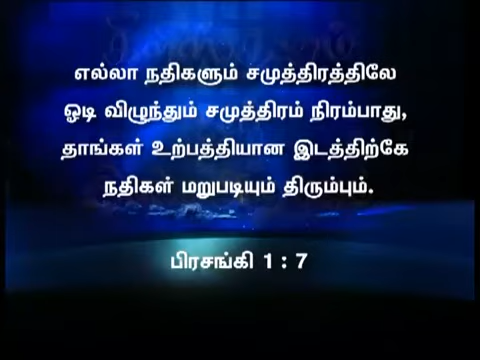 எல்லா நதிகளும் சமுத்திரத்திலே
ஓடி விழுந்தும் சமுத்திரம் நிரம்பாது,
தாங்கள் உற்பத்தியான இடத்திற்கே
நதிகள் மறுபடியும் திரும்பும்.
பிரசங்கி 1 : 7